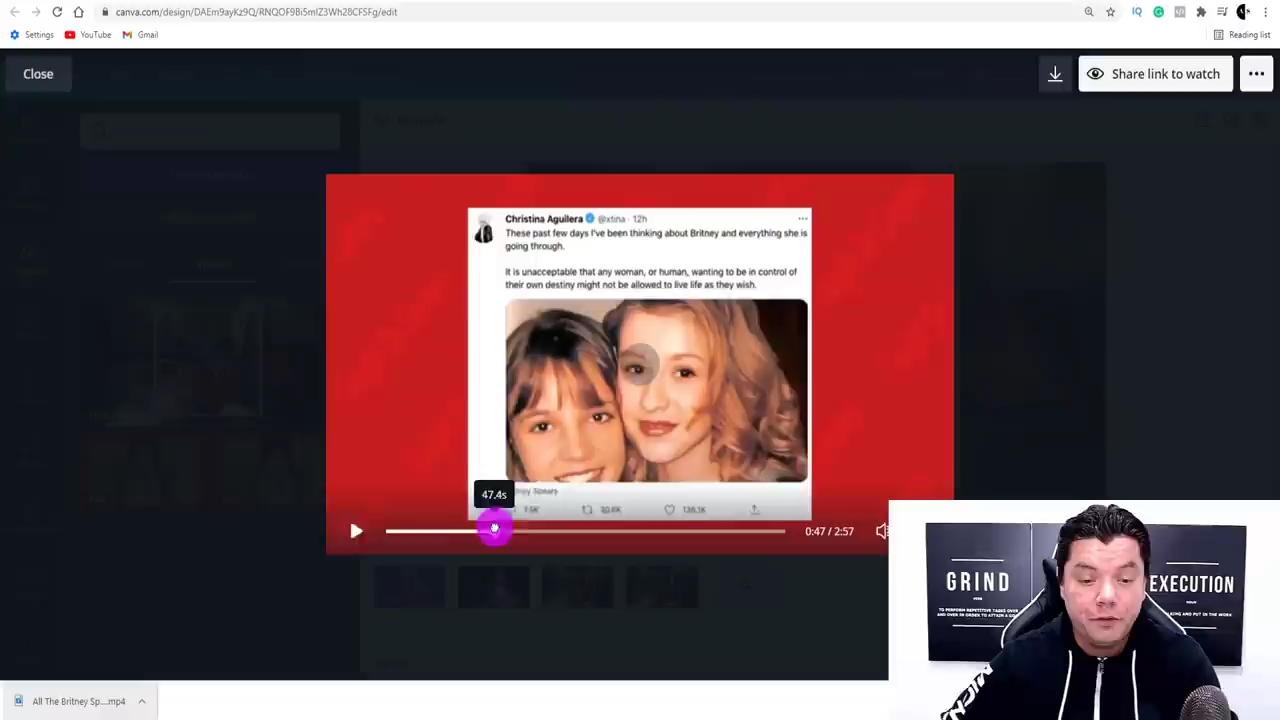 canva.com/design/DAEm9ayKz9Q/RNQOF9Bi5mIZ3Wh28CFSFg/edit
Settings
YouTube
Gmail
Reading list
Close
Share link to watch
Christina Aguilera @xtina · 12h
These past few days I've been thinking about Britney and everything she is
going through.
It is unacceptable that any woman, or human, wanting to be in control of
their own destiny might not be allowed to live life as they wish.
Spears
47.4s
0:47 / 2:57
GRIND
EXECUTION
All The Britney Sp....mp4